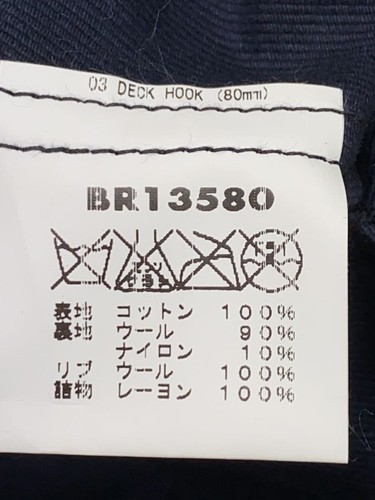 03 DECK HOOK (80mm)
BR13580
表地 コットン 100%
裏地 ウール 90%
ナイロン 10%
リブ ウール 100%
詰物 レーヨン 100%